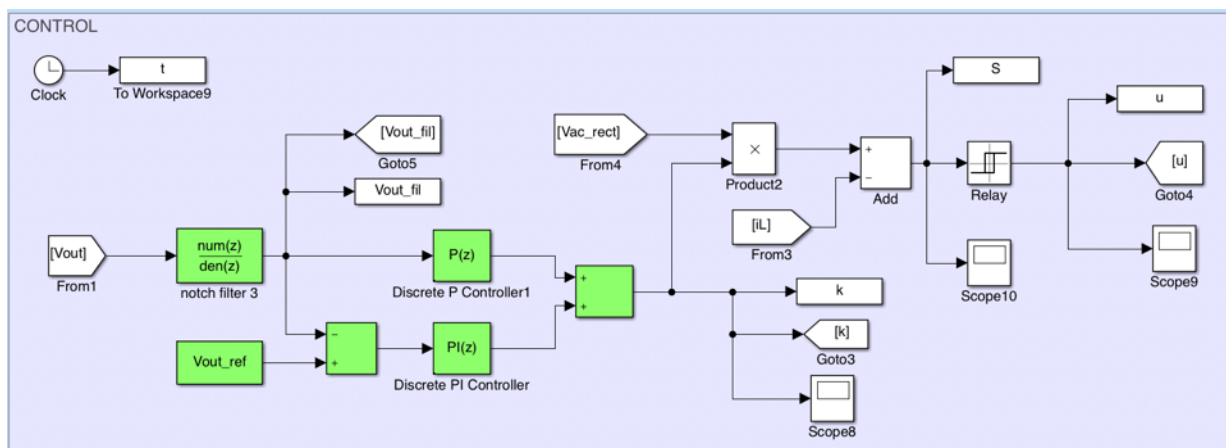 CONTROL
t
Clock
To Workspace9
S
u
[Vout_fil]
Goto5
[Vac_rect]
From4
×
Product2
+
−
Add
Relay
[u]
Goto4
Vout_fil
[iL]
From3
[Vout]
From1
num(z)
den(z)
notch filter 3
P(z)
Discrete P Controller1
+
+
Scope10
Scope9
k
Vout_ref
−
+
PI(z)
Discrete PI Controller
[k]
Goto3
Scope8